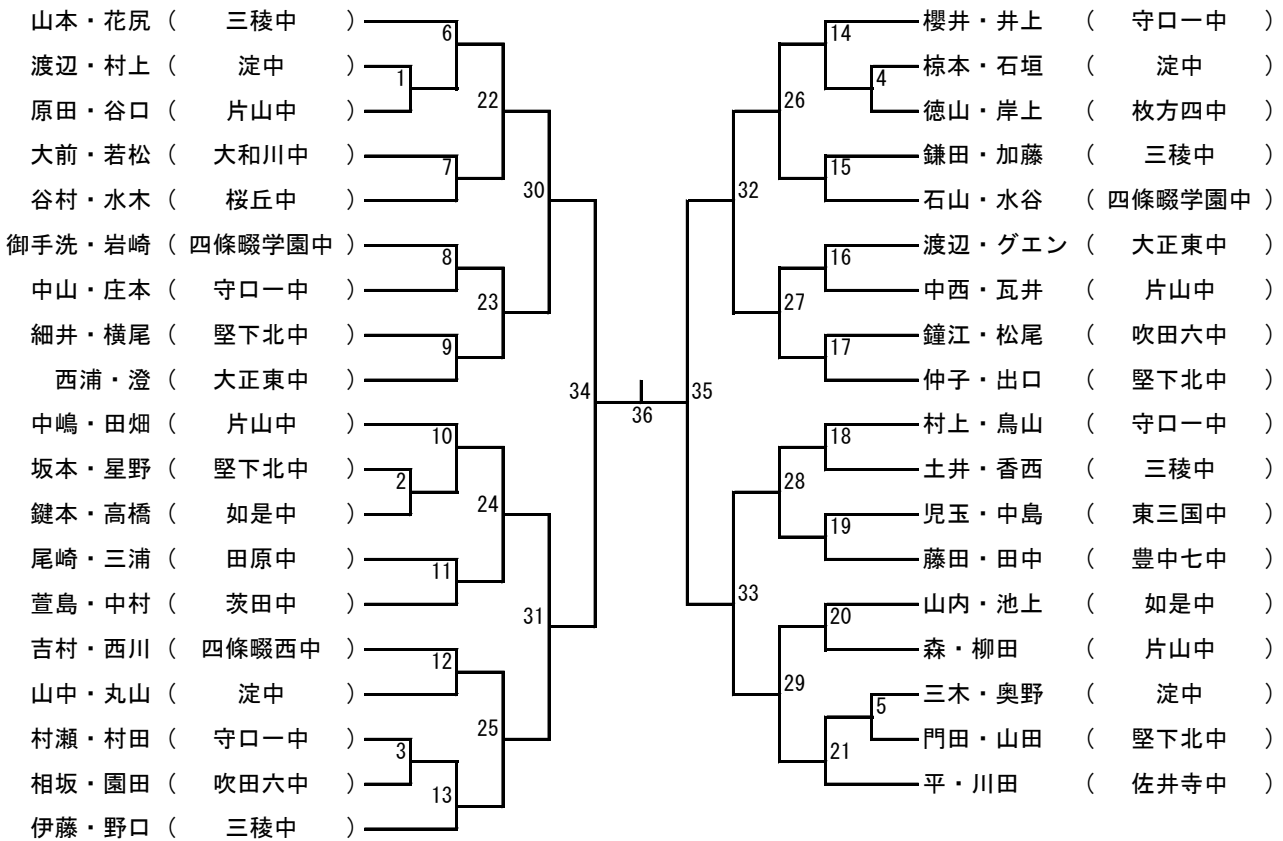 山本・花尻 ( 三稜中 )
渡辺・村上 ( 淀中 )
原田・谷口 ( 片山中 )
大前・若松 ( 大和川中 )
谷村・水木 ( 桜丘中 )
御手洗・岩崎 ( 四條畷学園中 )
中山・庄本 ( 守口一中 )
細井・横尾 ( 堅下北中 )
西浦・澄 ( 大正東中 )
中嶋・田畑 ( 片山中 )
坂本・星野 ( 堅下北中 )
鍵本・高橋 ( 如是中 )
尾崎・三浦 ( 田原中 )
萱島・中村 ( 茨田中 )
吉村・西川 ( 四條畷西中 )
山中・丸山 ( 淀中 )
村瀬・村田 ( 守口一中 )
相坂・園田 ( 吹田六中 )
伊藤・野口 ( 三稜中 )
6
1
22
7
30
8
23
9
34
10
2
24
11
31
12
25
3
13
36
14
4
26
15
32
16
27
17
35
18
28
19
33
20
29
5
21
櫻井・井上 ( 守口一中 )
椋本・石垣 ( 淀中 )
徳山・岸上 ( 枚方四中 )
鎌田・加藤 ( 三稜中 )
石山・水谷 ( 四條畷学園中 )
渡辺・グエン ( 大正東中 )
中西・瓦井 ( 片山中 )
鐘江・松尾 ( 吹田六中 )
仲子・出口 ( 堅下北中 )
村上・鳥山 ( 守口一中 )
土井・香西 ( 三稜中 )
児玉・中島 ( 東三国中 )
藤田・田中 ( 豊中七中 )
山内・池上 ( 如是中 )
森・柳田 ( 片山中 )
三木・奥野 ( 淀中 )
門田・山田 ( 堅下北中 )
平・川田 ( 佐井寺中 )